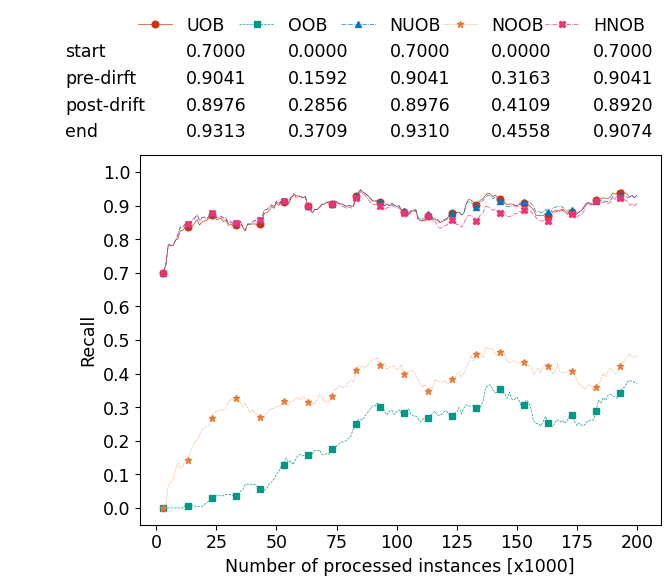 UOB OOB NUOB NOOB HNOB
start 0.7000 0.0000 0.7000 0.0000 0.7000
pre-dirft 0.9041 0.1592 0.9041 0.3163 0.9041
post-drift 0.8976 0.2856 0.8976 0.4109 0.8920
end 0.9313 0.3709 0.9310 0.4558 0.9074
1.0
0.9
0.8
0.7
0.6
0.5
0.4
0.3
0.2
0.1
0.0
Recall
0 25 50 75 100 125 150 175 200
Number of processed instances [x1000]